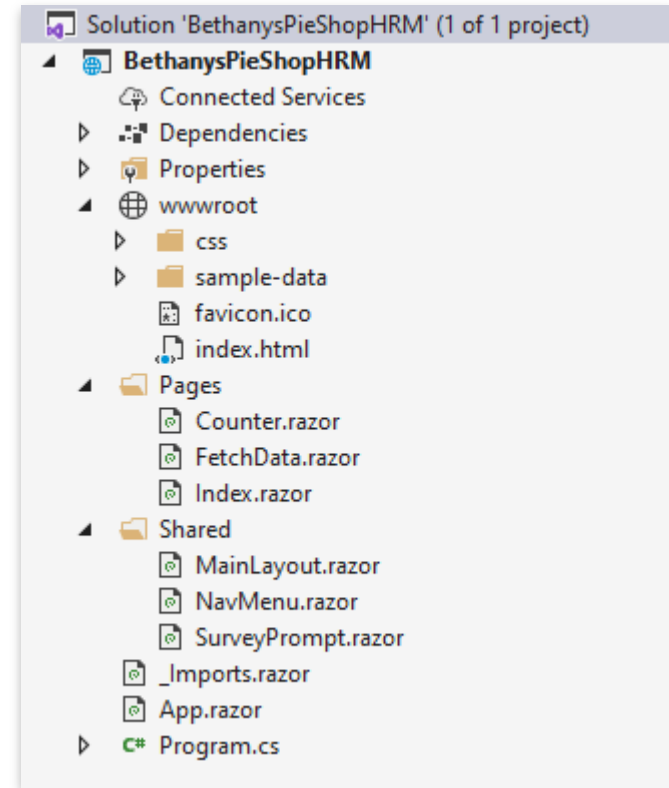 Solution 'BethanysPieShopHRM' (1 of 1 project)
BethanysPieShopHRM
Connected Services
Dependencies
Properties
wwwroot
css
sample-data
favicon.ico
index.html
Pages
Counter.razor
FetchData.razor
Index.razor
Shared
MainLayout.razor
NavMenu.razor
SurveyPrompt.razor
_Imports.razor
App.razor
C# Program.cs